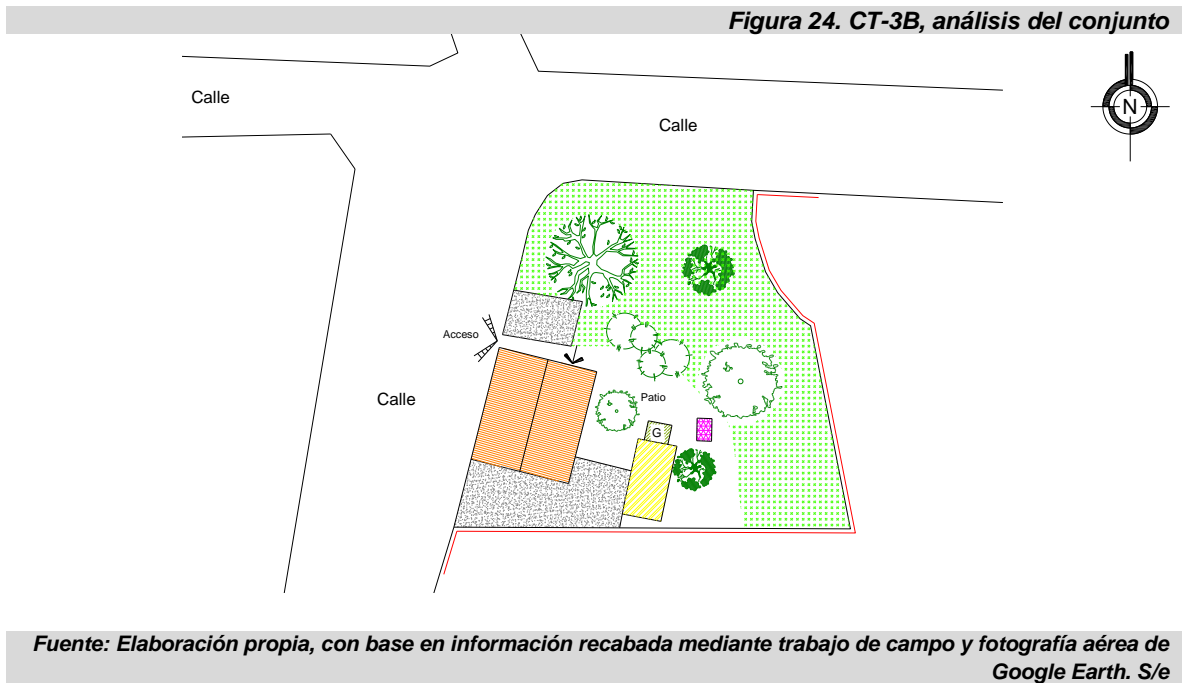 Figura 24. CT-3B, análisis del conjunto
Calle
Calle
N
Acceso
Calle
Patio
G
Fuente: Elaboración propia, con base en información recabada mediante trabajo de campo y fotografía aérea de
Google Earth. S/e